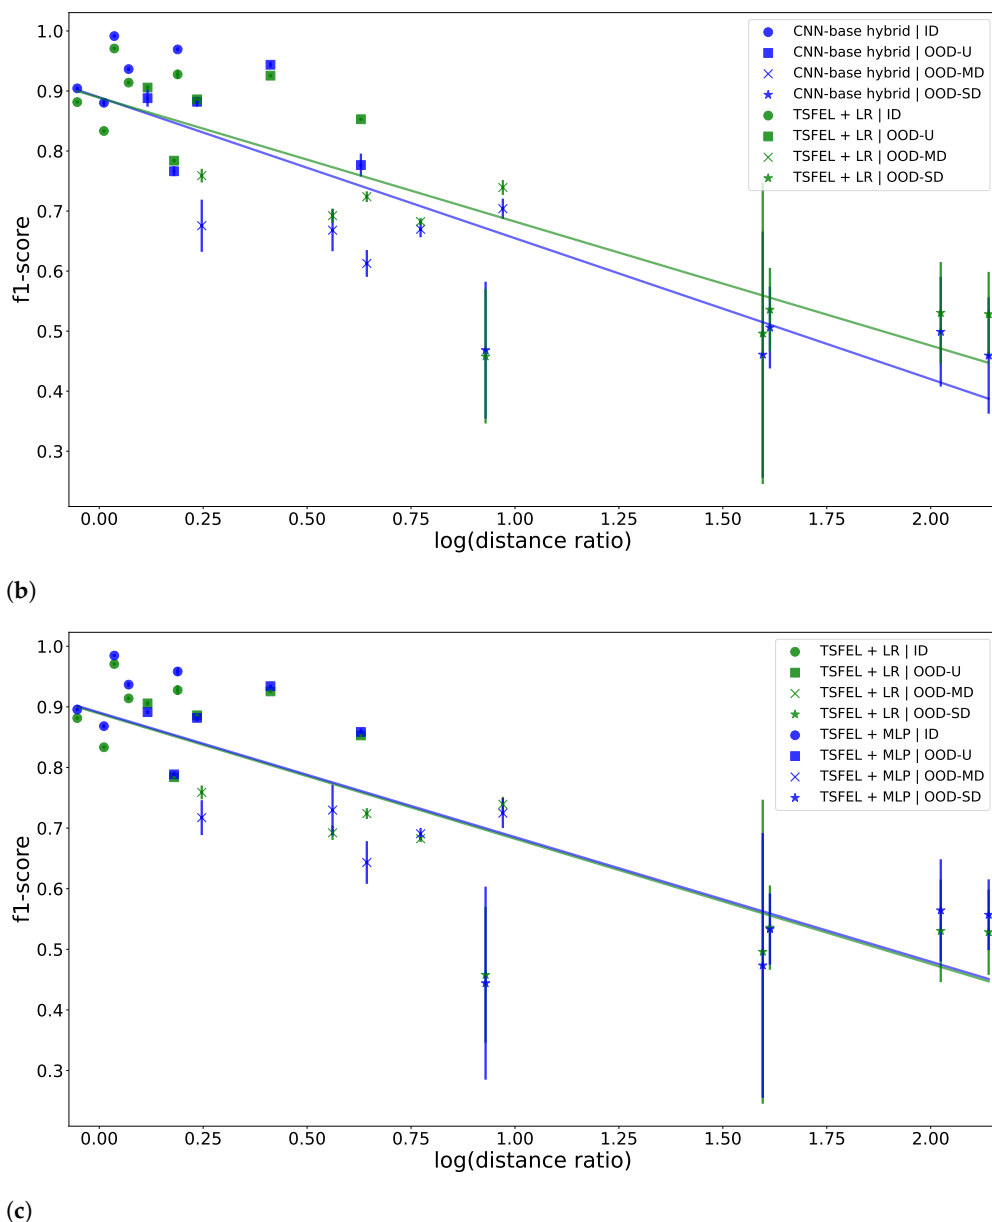 1.0
0.9
0.8
0.7
0.6
0.5
0.4
0.3
f1-score
CNN-base hybrid | ID
CNN-base hybrid | OOD-U
CNN-base hybrid | OOD-MD
CNN-base hybrid | OOD-SD
TSFEL + LR | ID
TSFEL + LR | OOD-U
TSFEL + LR | OOD-MD
TSFEL + LR | OOD-SD
0.00 0.25 0.50 0.75 1.00 1.25 1.50 1.75 2.00
log(distance ratio)
(b)
1.0
0.9
0.8
0.7
0.6
0.5
0.4
0.3
f1-score
TSFEL + LR | ID
TSFEL + LR | OOD-U
TSFEL + LR | OOD-MD
TSFEL + LR | OOD-SD
TSFEL + MLP | ID
TSFEL + MLP | OOD-U
TSFEL + MLP | OOD-MD
TSFEL + MLP | OOD-SD
0.00 0.25 0.50 0.75 1.00 1.25 1.50 1.75 2.00
log(distance ratio)
(c)